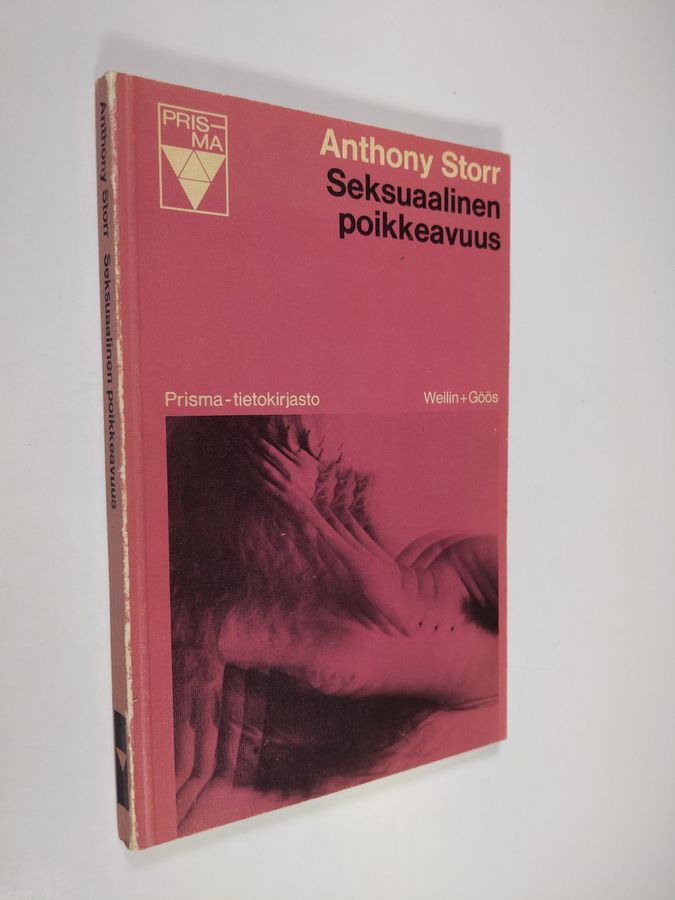 PRIS-
MA
Anthony Storr
Seksuaalinen
poikkeavuus
Prisma-tietokirjasto
Weilin+Göös
Anthony Storr Seksuaalinen poikkeavuus